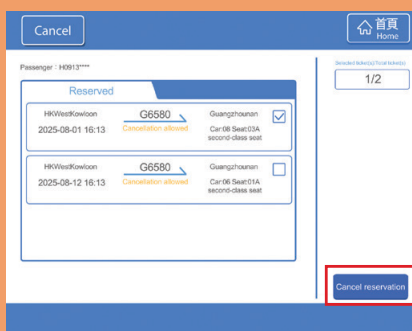 Cancel
首頁
Home
Passenger : H0913****
Selected ticket(s)/Total ticket(s)
1/2
Reserved
HKWestKowloon G6580 Guangzhounan
2025-08-01 16:13 Cancellation allowed Car:08 Seat:03A
second-class seat
HKWestKowloon G6580 Guangzhounan
2025-08-12 16:13 Cancellation allowed Car:06 Seat:01A
second-class seat
Cancel reservation